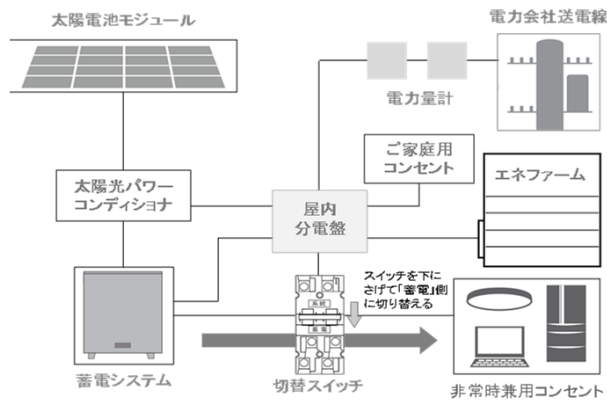 太陽電池モジュール
電力会社送電線
電力量計
ご家庭用
コンセント
太陽光パワー
コンディショナ
エネファーム
屋内
分電盤
スイッチを下に
さげて「蓄電」側
に切り替える
系統
蓄電
蓄電システム
切替スイッチ
非常時兼用コンセント